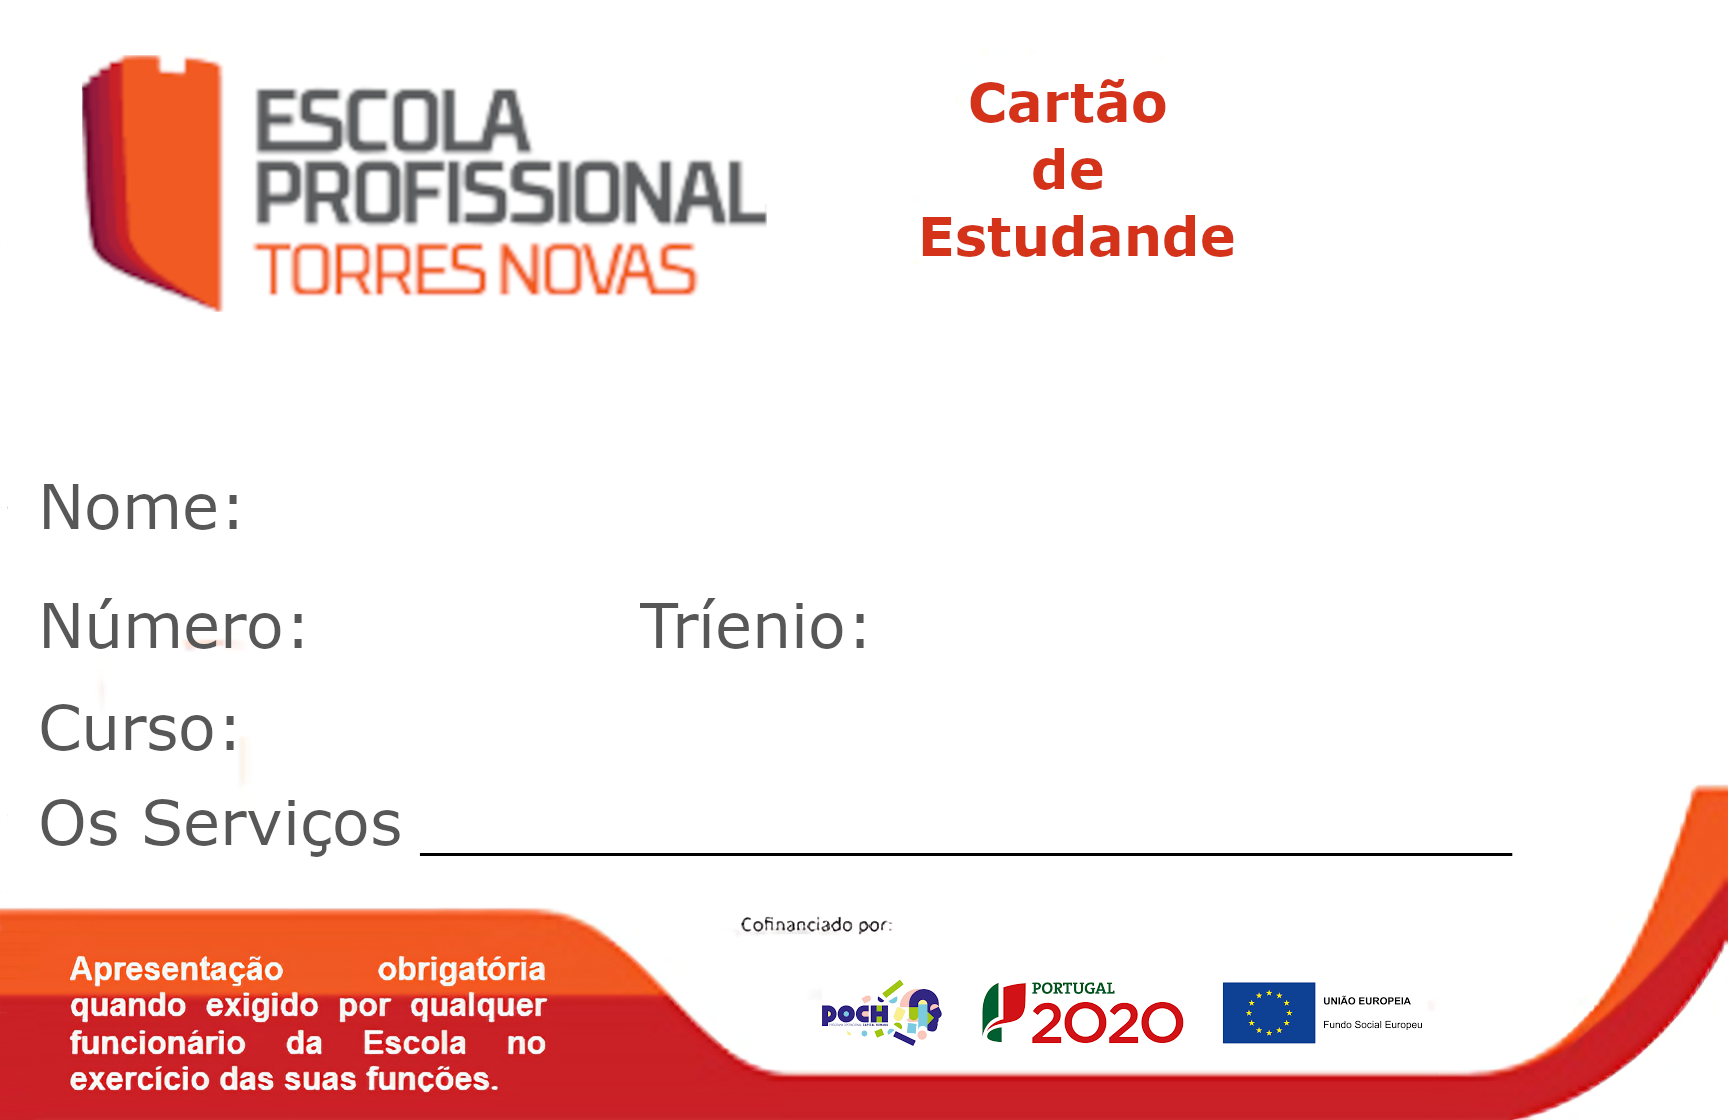 ESCOLA
PROFISSIONAL
TORRES NOVAS
Cartão
de
Estudande
Nome:
Número: Tríenio:
Curso:
Os Serviços
Apresentação obrigatória
quando exigido por qualquer
funcionário da Escola no
exercício das suas funções.
Cofinanciado por:
POCH
PORTUGAL
2020
UNIÃO EUROPEIA
Fundo Social Europeu